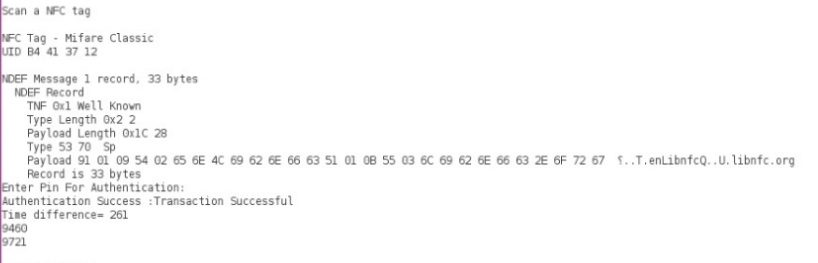 Scan a NFC tag
NFC Tag - Mifare Classic
UID B4 41 37 12
NDEF Message 1 record, 33 bytes
NDEF Record
TNF 0x1 Well Known
Type Length 0x2 2
Payload Length 0x1C 28
Type 53 70 Sp
Payload 91 01 09 54 02 65 6E 4C 69 62 6E 66 63 51 01 0B 55 03 6C 69 62 6E 66 63 2E 6F 72 67 ..T.enLibnfcQ..U.libnfc.org
Record is 33 bytes
Enter Pin For Authentication:
Authentication Success :Transaction Successful
Time difference= 261
9460
9721